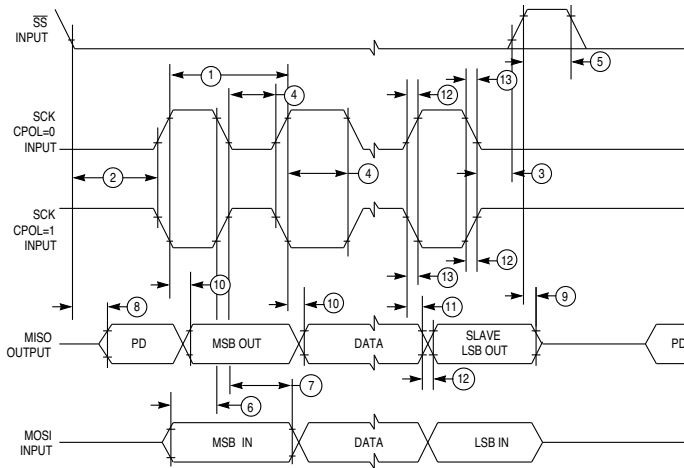 SS
INPUT
5
1
13
4
12
SCK
CPOL=0
INPUT
2
4
3
SCK
CPOL=1
INPUT
12
13
10
10
11
9
8
MISO
OUTPUT
PD
MSB OUT
DATA
SLAVE
LSB OUT
PD
12
7
6
MOSI
INPUT
MSB IN
DATA
LSB IN